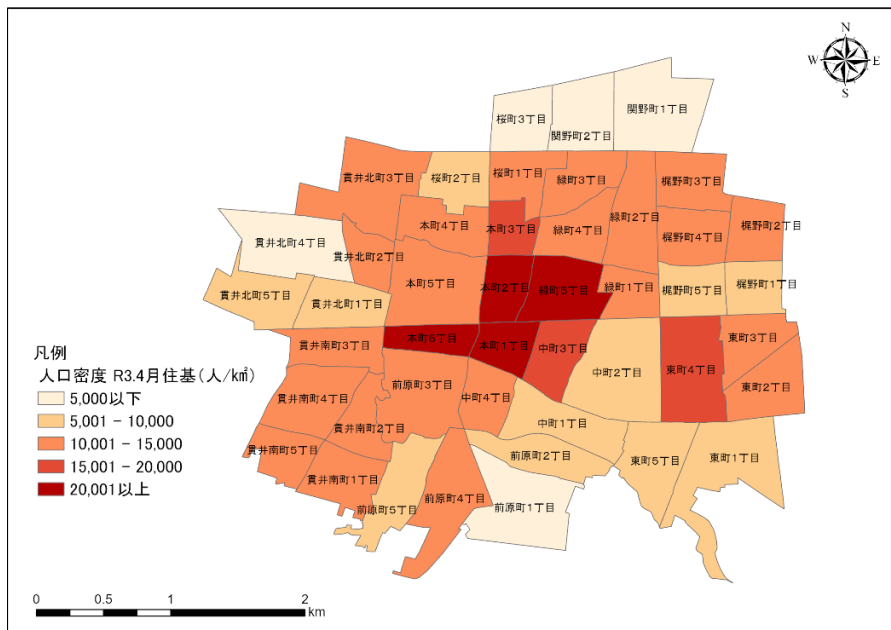 N
W E
S
関野町1丁目
桜町3丁目
関野町2丁目
貫井北町3丁目
桜町2丁目
桜町1丁目
緑町3丁目
梶野町3丁目
本町4丁目
本町3丁目
緑町4丁目
緑町2丁目
梶野町4丁目
梶野町2丁目
貫井北町4丁目
貫井北町2丁目
本町5丁目
本町2丁目
緑町5丁目
緑町1丁目
梶野町5丁目
梶野町1丁目
貫井北町5丁目
貫井北町1丁目
貫井南町3丁目
本町6丁目
本町1丁目
中町3丁目
東町3丁目
中町2丁目
東町4丁目
東町2丁目
前原町3丁目
中町4丁目
貫井南町4丁目
貫井南町2丁目
中町1丁目
貫井南町5丁目
前原町2丁目
東町5丁目
東町1丁目
貫井南町1丁目
前原町5丁目
前原町4丁目
前原町1丁目
凡例
人口密度 R3.4月住基(人/k㎡)
5,000以下
5,001 - 10,000
10,001 - 15,000
15,001 - 20,000
20,001以上
0 0.5 1 2
km